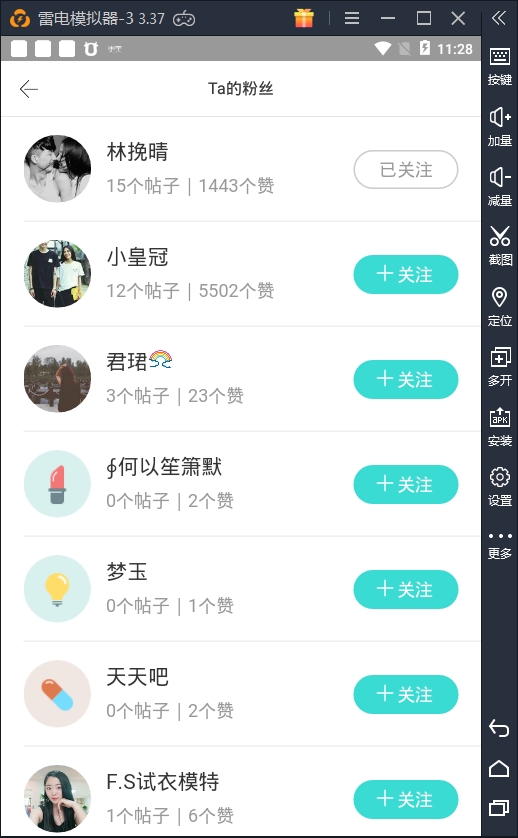 雷电模拟器-3 3.37
11:28
Ta的粉丝
林挽晴
15个帖子 | 1443个赞
已关注
小皇冠
12个帖子 | 5502个赞
+关注
君珺🌈
3个帖子 | 23个赞
+关注
∮何以笙箫默
0个帖子 | 2个赞
+关注
梦玉
0个帖子 | 1个赞
+关注
天天吧
0个帖子 | 2个赞
+关注
F.S试衣模特
1个帖子 | 6个赞
+关注
按键
加量
减量
截图
定位
多开
APK
安装
设置
更多